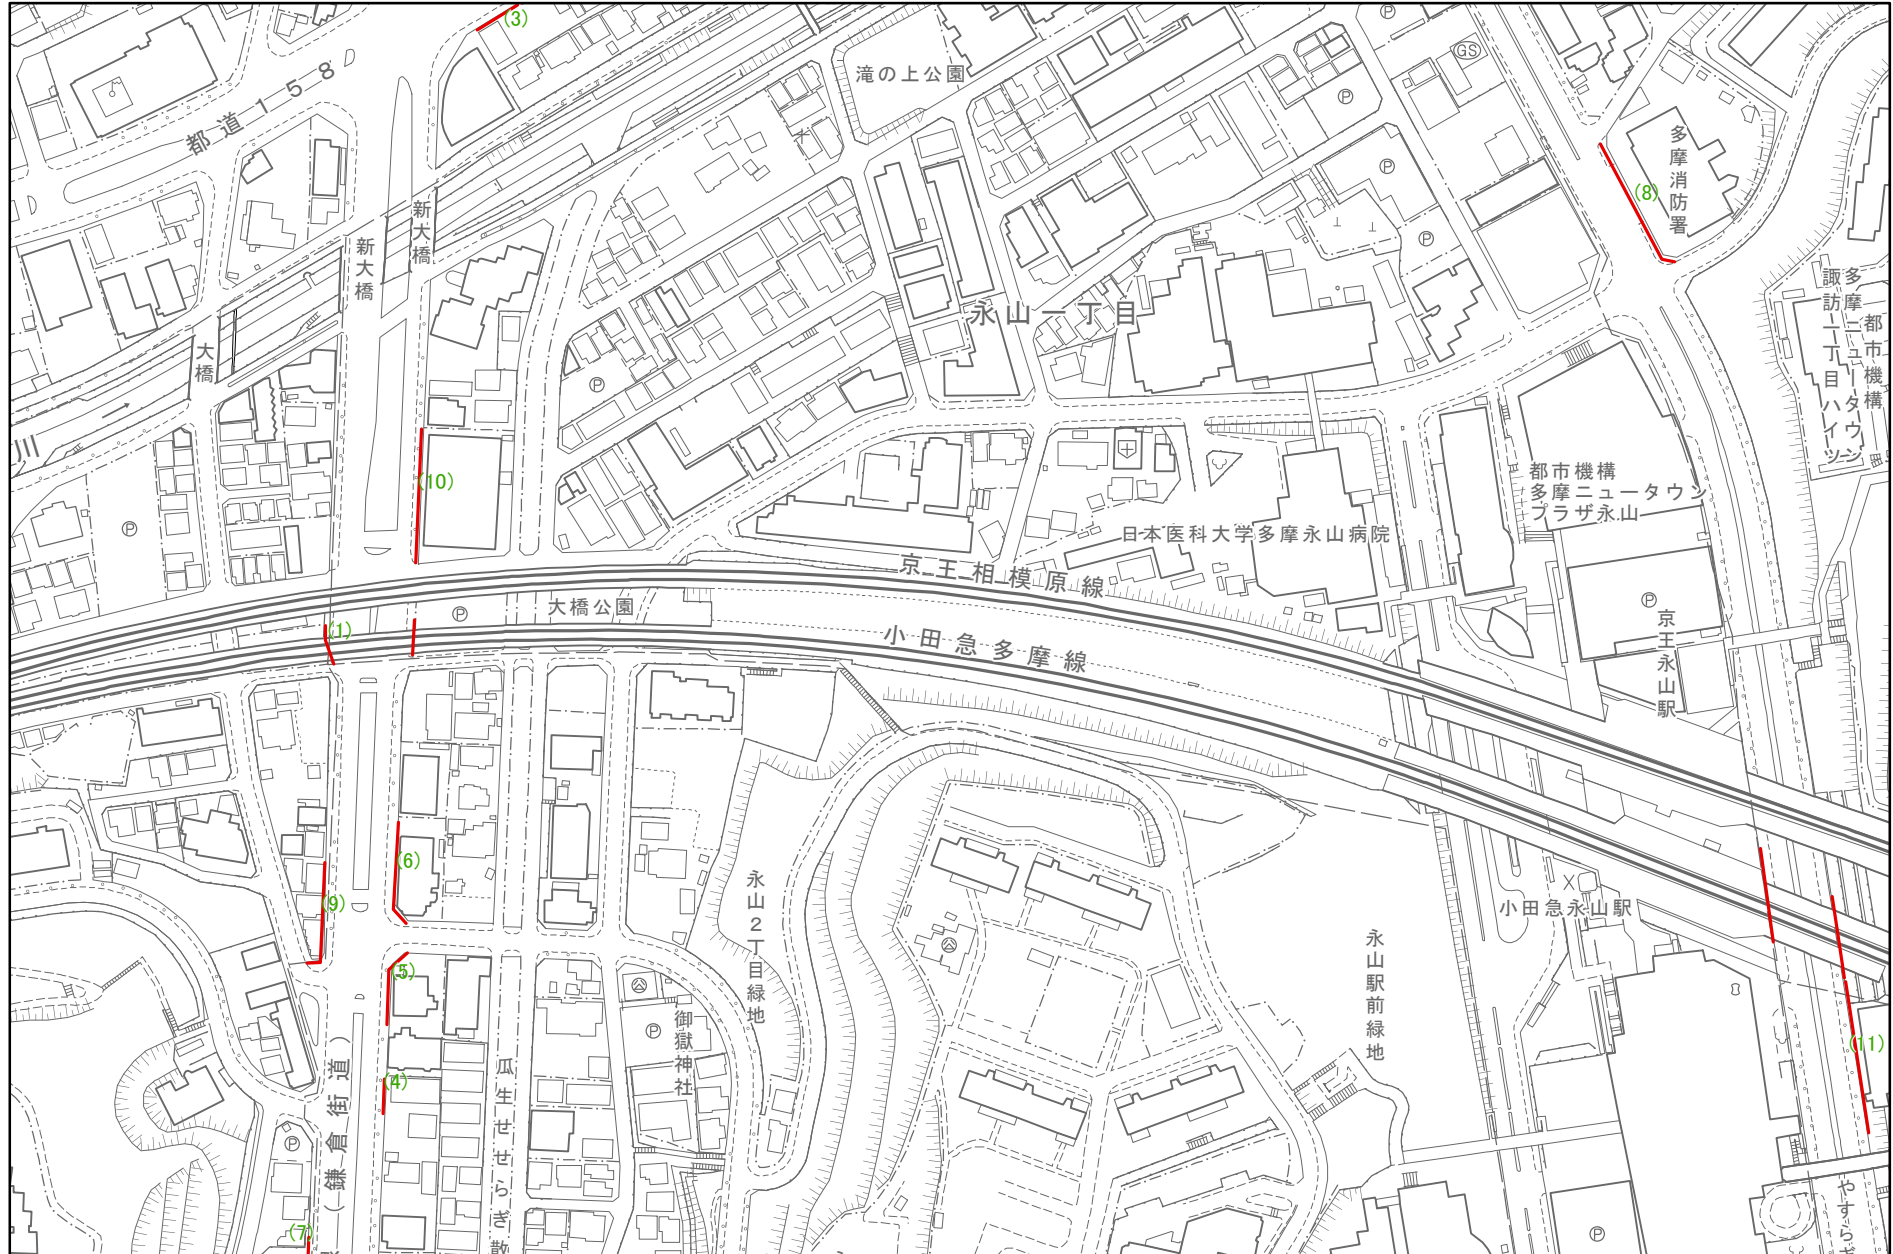 (3)
滝の上公園
GS
都道158
多摩消防署
(8)
新大橋
新大橋
多摩ニュータウン
諏訪一丁目ハイツ
都市機構
永山一丁目
大橋
川
(10)
都市機構
多摩ニュータウン
プラザ永山
日本医科大学多摩永山病院
京王相模原線
大橋公園
(1)
小田急多摩線
京王永山駅
(6)
(9)
永山2丁目緑地
小田急永山駅
永山駅前緑地
(5)
御嶽神社
(11)
(4)
瓜生せせらぎ散
(鎌倉街道)
(7)
やすらぎ